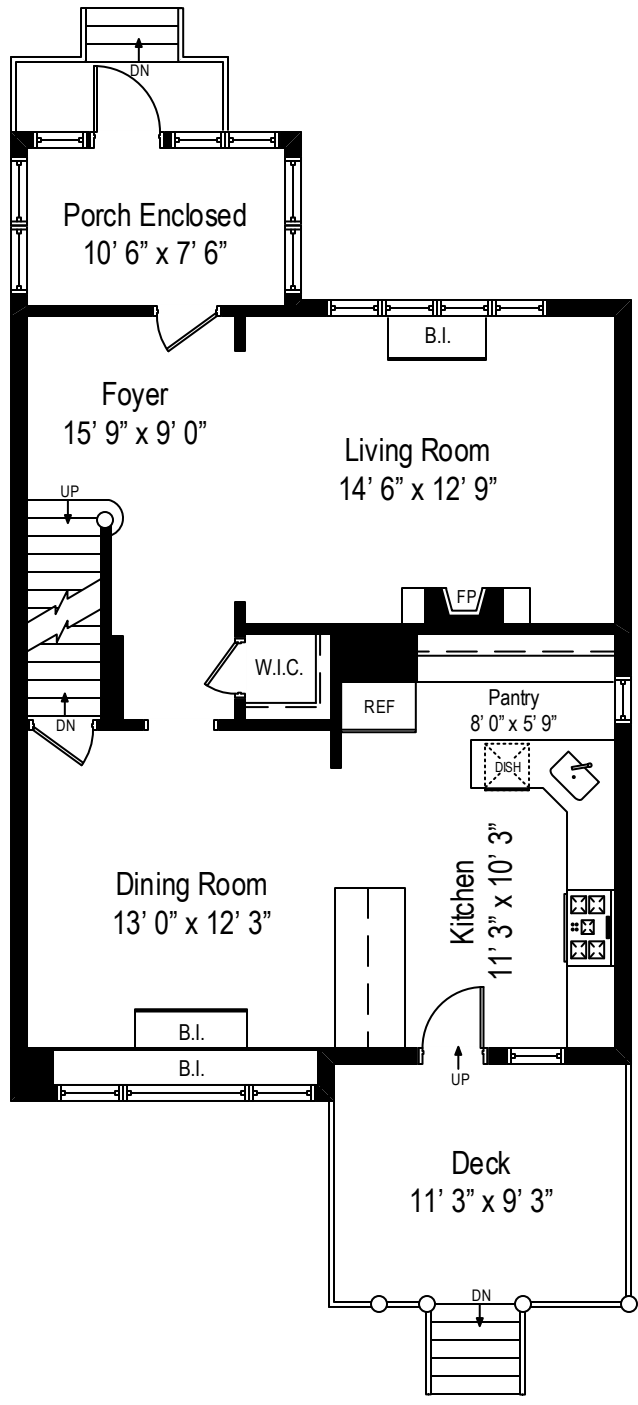 DN
Porch Enclosed
10’ 6” x 7’ 6”
B.I.
Foyer
15’ 9” x 9’ 0”
Living Room
14’ 6” x 12’ 9”
UP
FP
W.I.C.
Pantry
8’ 0” x 5’ 9”
REF
DN
DISH
Kitchen
11’ 3” x 10’ 3”
Dining Room
13’ 0” x 12’ 3”
B.I.
B.I.
UP
Deck
11’ 3” x 9’ 3”
DN